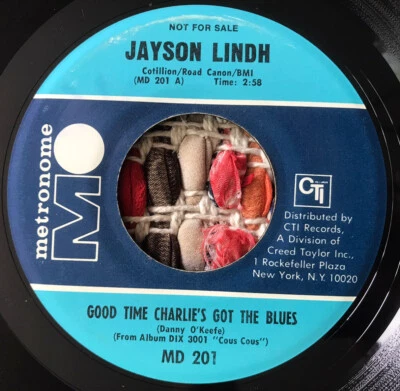 NOT FOR SALE
JAYSON LINDH
Cotillion/Road Canon/BMI
(MD 201 A) Time: 2:58
metronome
MO
CTI
Distributed by
CTI Records,
A Division of
Creed Taylor Inc.,
1 Rockefeller Plaza
New York, N.Y. 10020
GOOD TIME CHARLIE'S GOT THE BLUES
(Danny O'Keefe)
(From Album DIX 3001 "Cous Cous")
MD 201